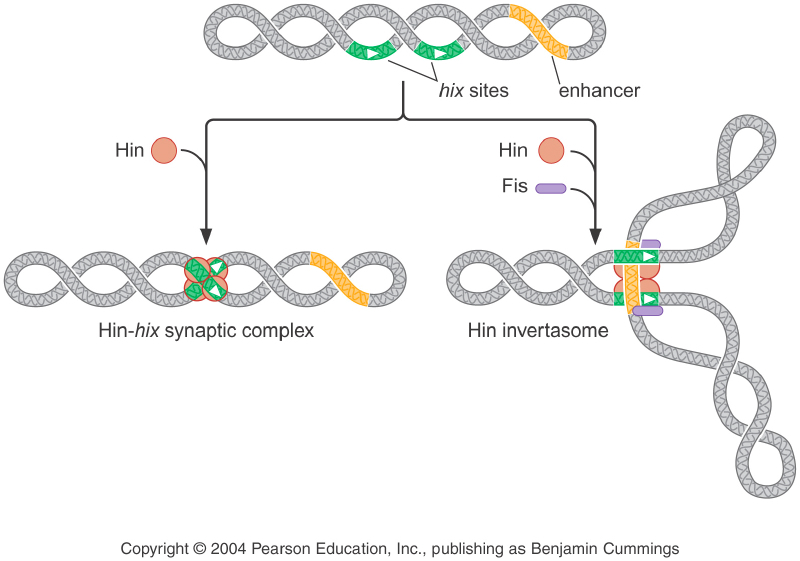 hix sites
enhancer
Hin
Hin
Fis
Hin-hix synaptic complex
Hin invertasome
Copyright © 2004 Pearson Education, Inc., publishing as Benjamin Cummings